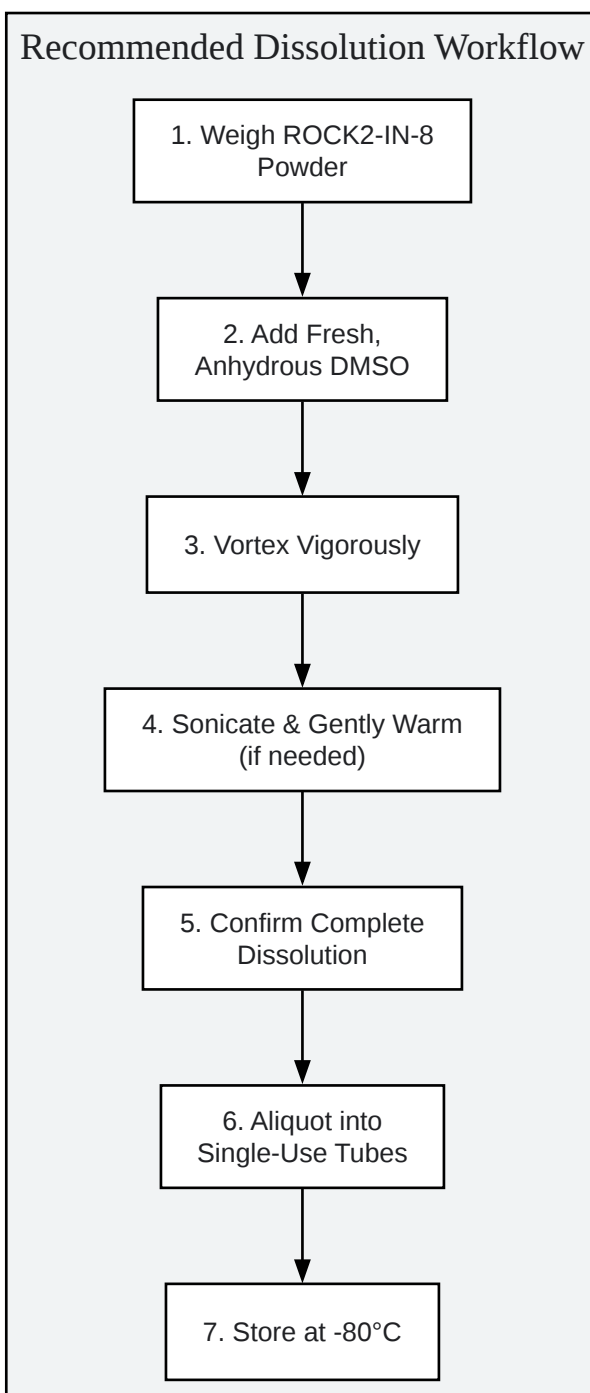 Recommended Dissolution Workflow
1. Weigh ROCK2-IN-8
Powder
2. Add Fresh,
Anhydrous DMSO
3. Vortex Vigorously
4. Sonicate & Gently Warm
(if needed)
5. Confirm Complete
Dissolution
6. Aliquot into
Single-Use Tubes
7. Store at -80°C